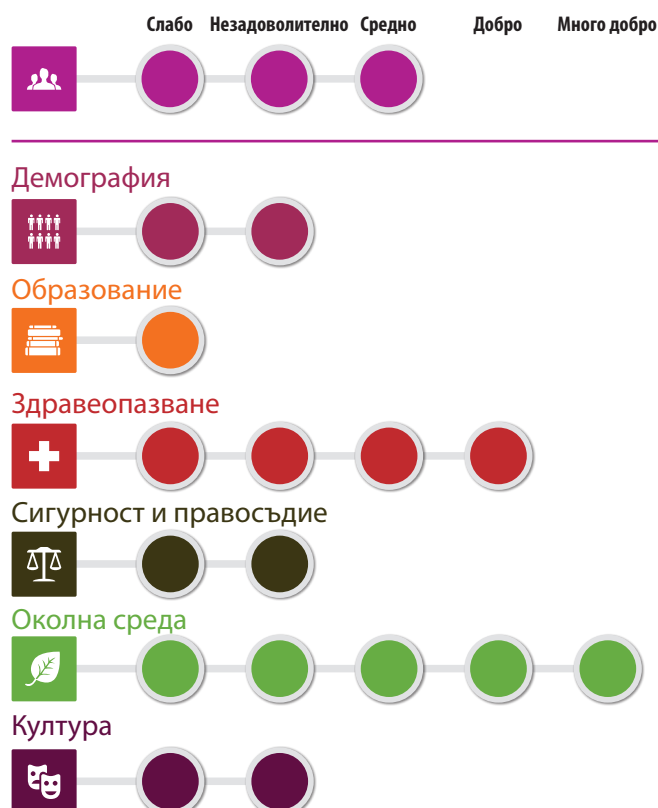 Слабо Незадоволително Средно Добро Много добро
Демография
Образование
Здравеопазване
Сигурност и правосъдие
Околна среда
Култура